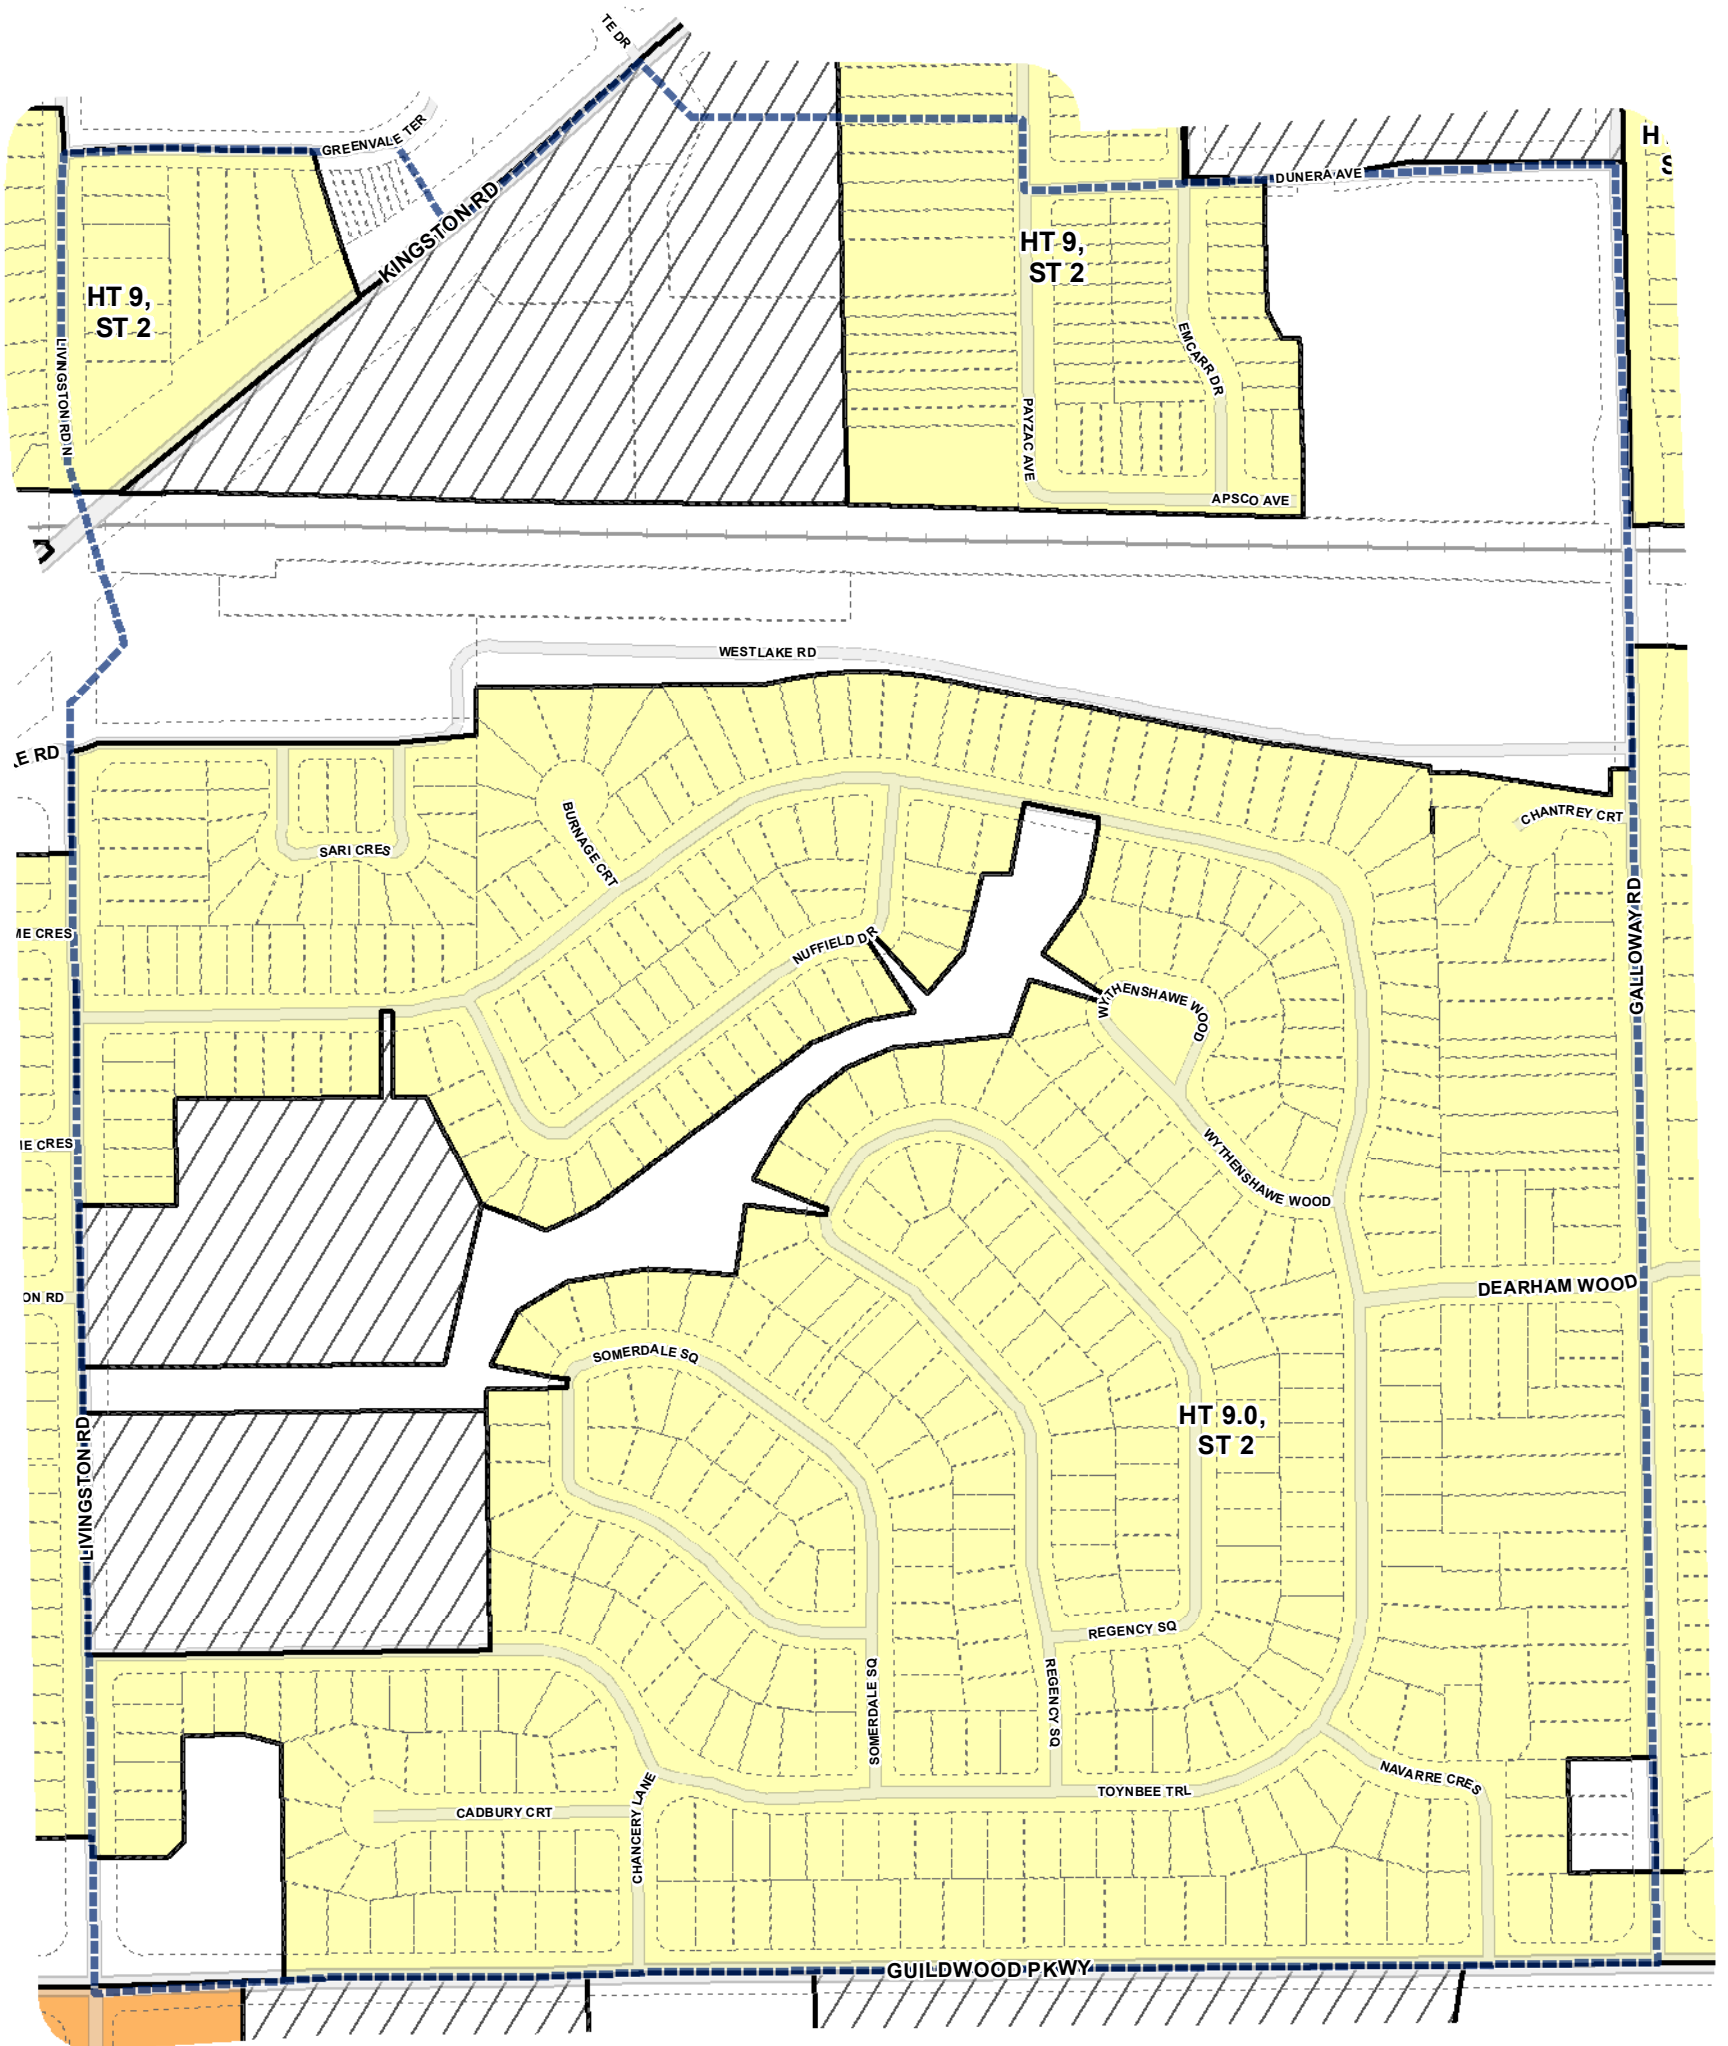 TE DR
GREENVALE TER
KINGSTON RD
DUNERA AVE
H
S
HT 9,
ST 2
HT 9,
ST 2
LIVINGSTON RD N
EMCARR DR
PAYZAC AVE
APSCO AVE
WESTLAKE RD
E RD
BURNAGE CRT
SARI CRES
CHANTREY CRT
GALLOWAY RD
ME CRES
NUFFIELD DR
WYTHENSHAWE WOOD
IE CRES
WYTHENSHAWE WOOD
DEARHAM WOOD
ON RD
SOMERDALE SQ
HT 9.0,
ST 2
LIVINGSTON RD
REGENCY SQ
SOMERDALE SQ
REGENCY SQ
NAVARRE CRES
TOYNBEE TRL
CADBURY CRT
CHANCERY LANE
GUILDWOOD PKWY